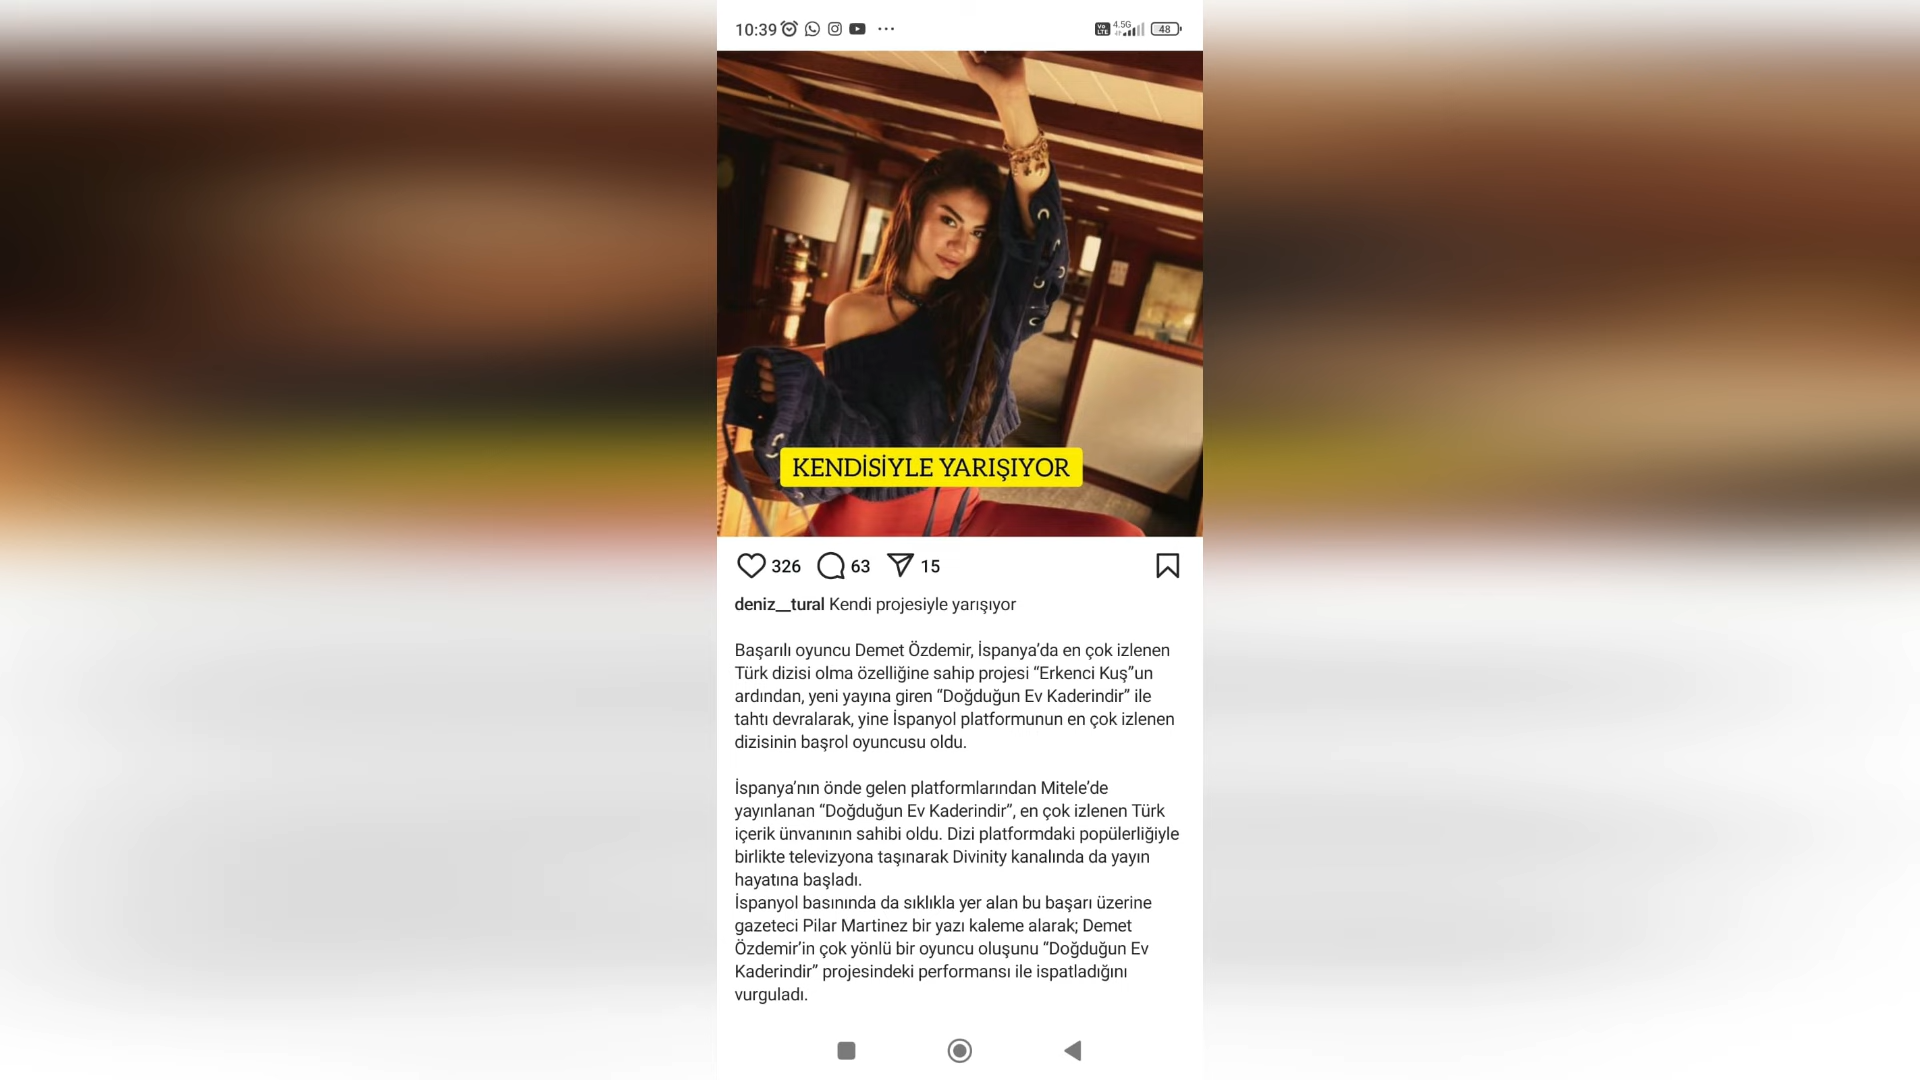 10:39
Vo LTE
4.5G
48
KENDİSİYLE YARIŞIYOR
326
63
15
deniz__tural Kendi projesiyle yarışıyor
Başarılı oyuncu Demet Özdemir, İspanya’da en çok izlenen
Türk dizisi olma özelliğine sahip projesi “Erkenci Kuş”un
ardından, yeni yayına giren “Doğduğun Ev Kaderindir” ile
tahtı devralarak, yine İspanyol platformunun en çok izlenen
dizisinin başrol oyuncusu oldu.
İspanya’nın önde gelen platformlarından Mitele’de
yayınlanan “Doğduğun Ev Kaderindir”, en çok izlenen Türk
içerik ünvanının sahibi oldu. Dizi platformdaki popülerliğiyle
birlikte televizyona taşınarak Divinity kanalında da yayın
hayatına başladı.
İspanyol basınında da sıklıkla yer alan bu başarı üzerine
gazeteci Pilar Martinez bir yazı kaleme alarak; Demet
Özdemir’in çok yönlü bir oyuncu oluşunu “Doğduğun Ev
Kaderindir” projesindeki performansı ile ispatladığını
vurguladı.